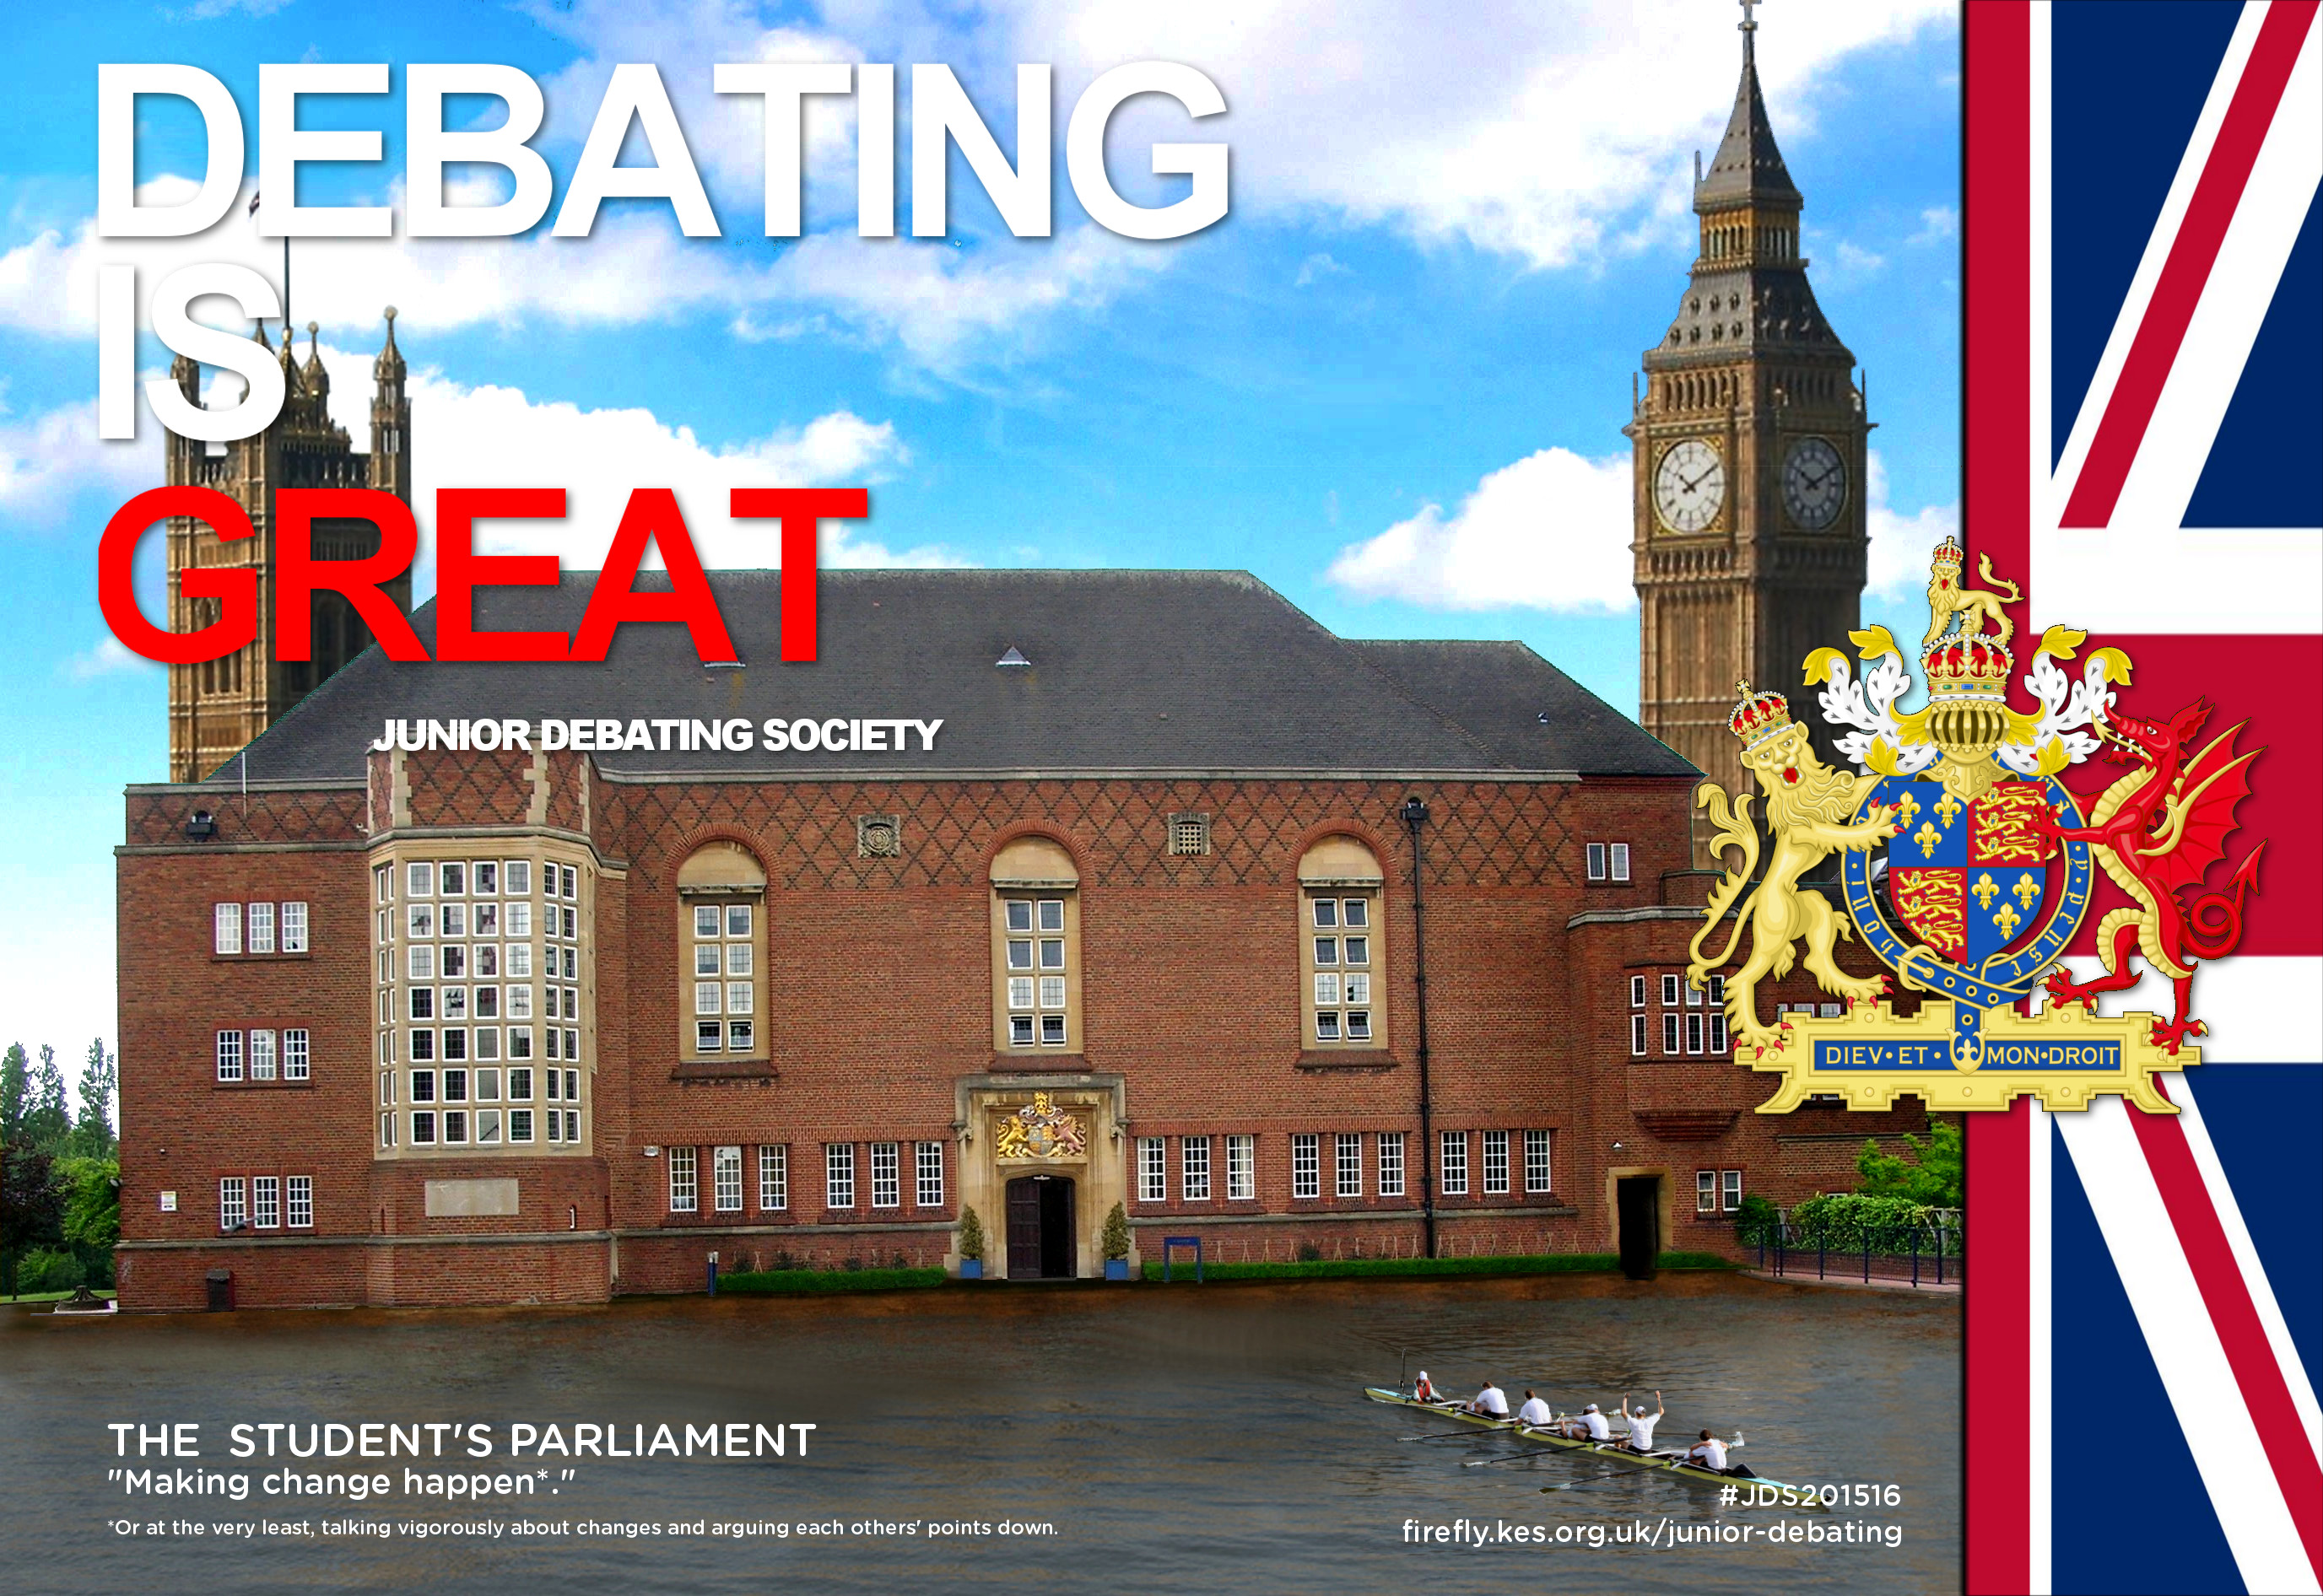 DEBATING
IS
GREAT
JUNIOR DEBATING SOCIETY
DIEV•ET• MON•DROIT
THE STUDENT'S PARLIAMENT
"Making change happen*."
*Or at the very least, talking vigorously about changes and arguing each others' points down.
#JDS201516
firefly.kes.org.uk/junior-debating